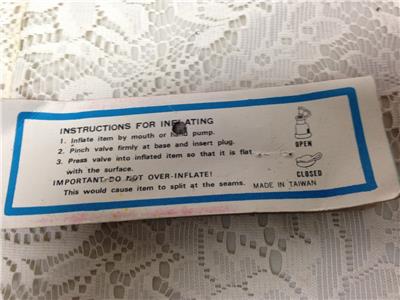 INSTRUCTIONS FOR INFLATING
1. Inflate item by mouth or hand pump.
2. Pinch valve firmly at base and insert plug.
3. Press valve into inflated item so that it is flat
with the surface.
IMPORTANT-DO NOT OVER-INFLATE!
This would cause item to split at the seams. MADE IN TAIWAN
OPEN
CLOSED